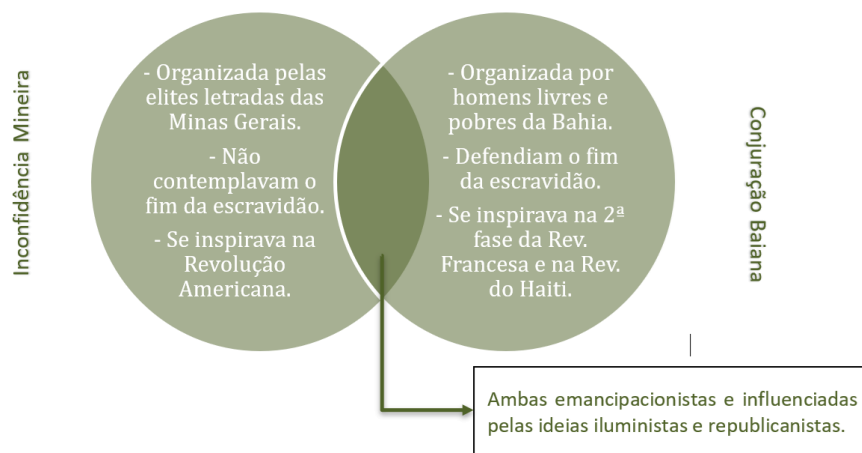 Inconfidência Mineira
- Organizada pelas
elites letradas das
Minas Gerais.
- Não
contemplavam o
fim da escravidão.
- Se inspirava na
Revolução
Americana.
- Organizada por
homens livres e
pobres da Bahia.
- Defendiam o fim
da escravidão.
- Se inspirava na 2ª
fase da Rev.
Francesa e na Rev.
do Haiti.
Conjuração Baiana
Ambas emancipacionistas e influenciadas
pelas ideias iluministas e republicanistas.